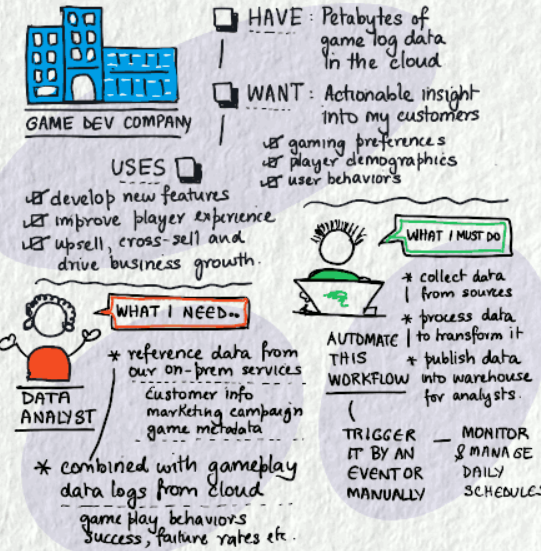 HAVE : Petabytes of
game log data
in the cloud
WANT : Actionable insight
into my customers
gaming preferences
player demographics
user behaviors
GAME DEV COMPANY
USES
develop new features
improve player experience
upsell, cross-sell and
drive business growth.
WHAT I NEED..
* reference data from
our on-prem services
Customer info
marketing campaign
game metadata
DATA
ANALYST
* combined with gameplay
data logs from cloud
game play behaviors
success, failure rates etc.
WHAT I MUST DO
* collect data
from sources
* process data
to transform it
* publish data
into warehouse
for analysts.
AUTOMATE
THIS
WORKFLOW
TRIGGER
IT BY AN
EVENT OR
MANUALLY
MONITOR
& MANAGE
DAILY
SCHEDULES